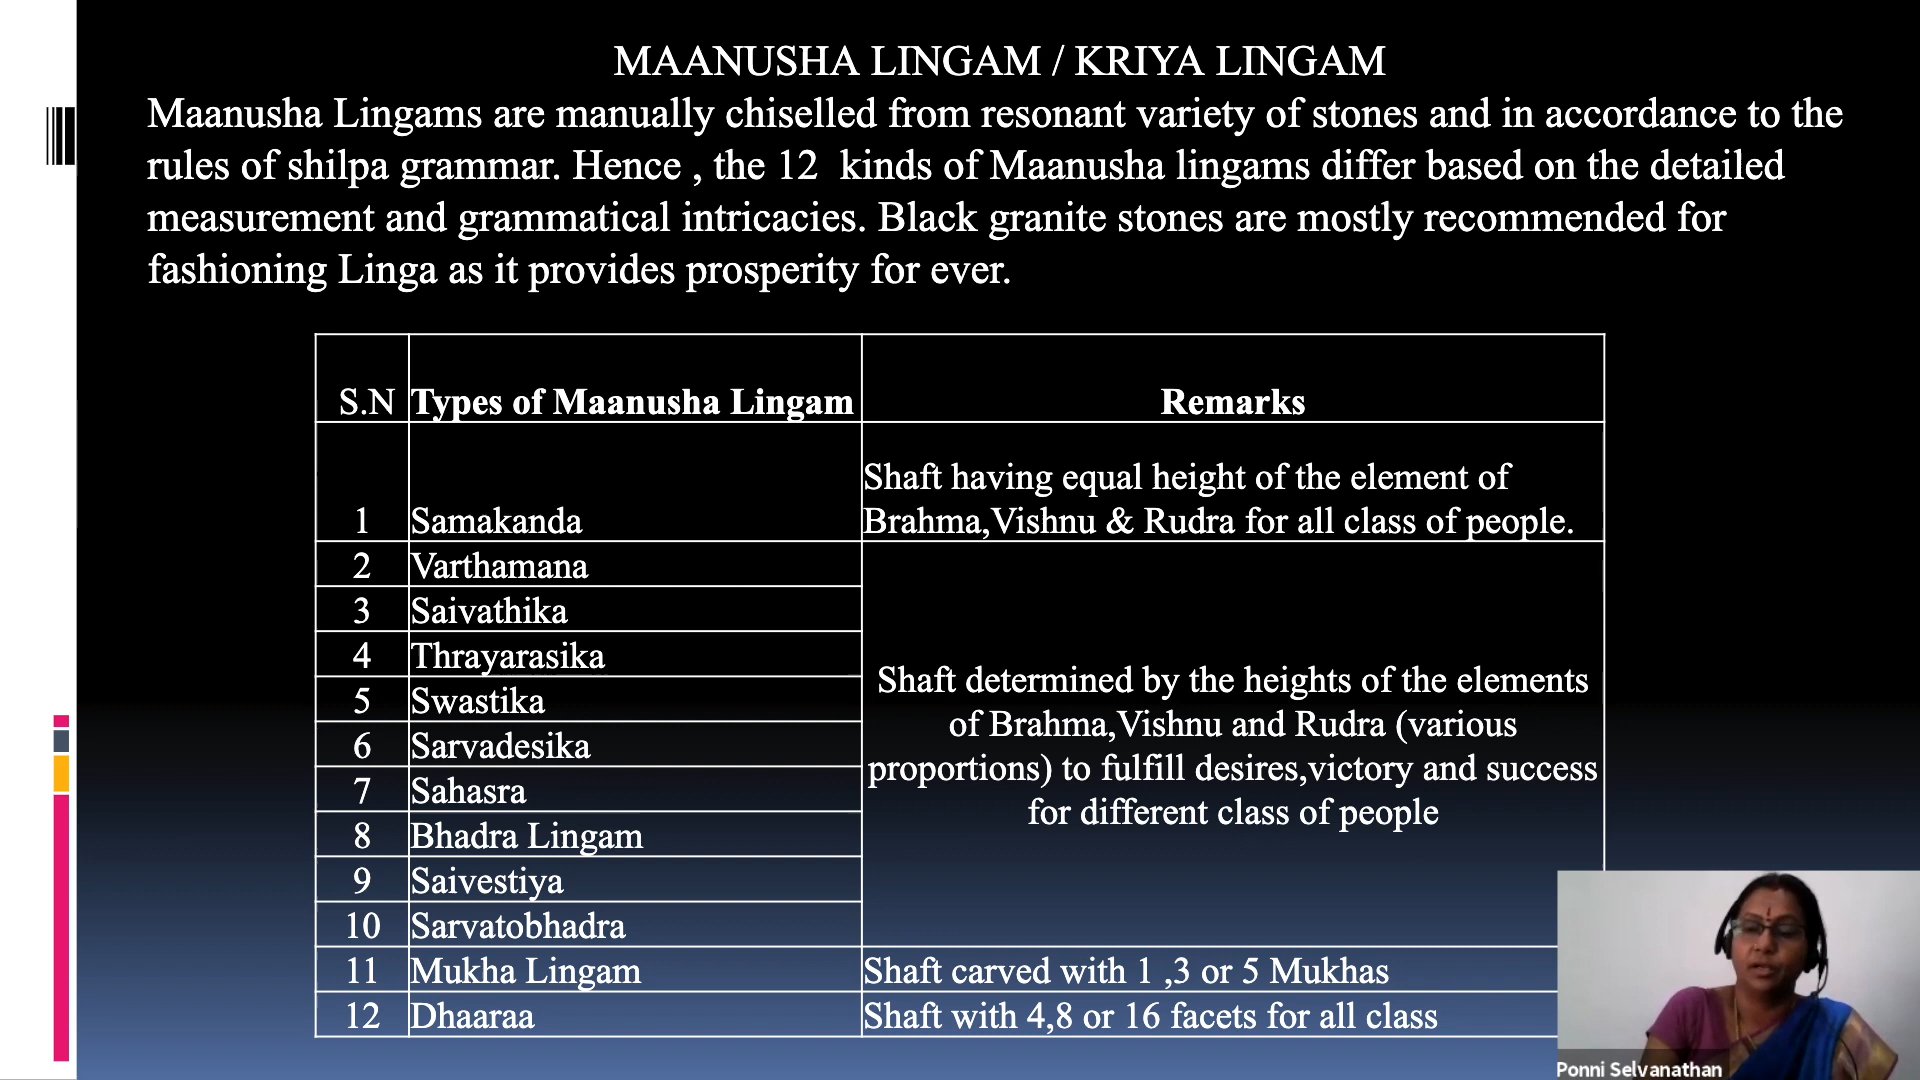 MAANUSHA LINGAM / KRIYA LINGAM
Maanusha Lingams are manually chiselled from resonant variety of stones and in accordance to the
rules of shilpa grammar. Hence , the 12  kinds of Maanusha lingams differ based on the detailed
measurement and grammatical intricacies. Black granite stones are mostly recommended for
fashioning Linga as it provides prosperity for ever.
S.N Types of Maanusha Lingam Remarks
Shaft having equal height of the element of
1 Samakanda Brahma,Vishnu & Rudra for all class of people.
2 Varthamana
3 Saivathika
4 Thrayarasika
5 Swastika
6 Sarvadesika
7 Sahasra
8 Bhadra Lingam
9 Saivestiya
10 Sarvatobhadra
Shaft determined by the heights of the elements
of Brahma,Vishnu and Rudra (various
proportions) to fulfill desires,victory and success
for different class of people
11 Mukha Lingam Shaft carved with 1 ,3 or 5 Mukhas
12 Dhaaraa Shaft with 4,8 or 16 facets for all class
Ponni Selvanathan